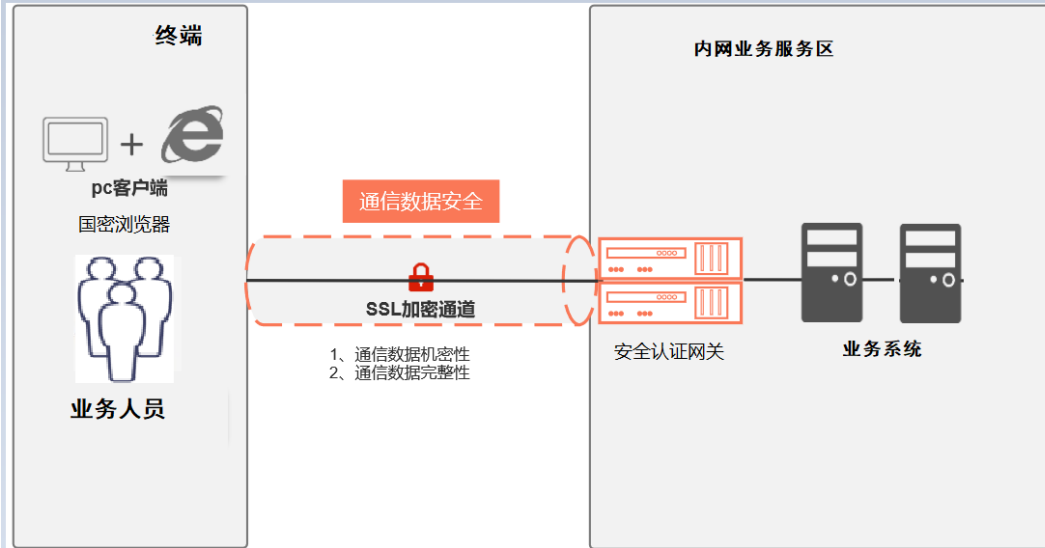 终端
pc客户端
国密浏览器
业务人员
通信数据安全
SSL加密通道
1、通信数据机密性
2、通信数据完整性
内网业务服务区
安全认证网关
业务系统